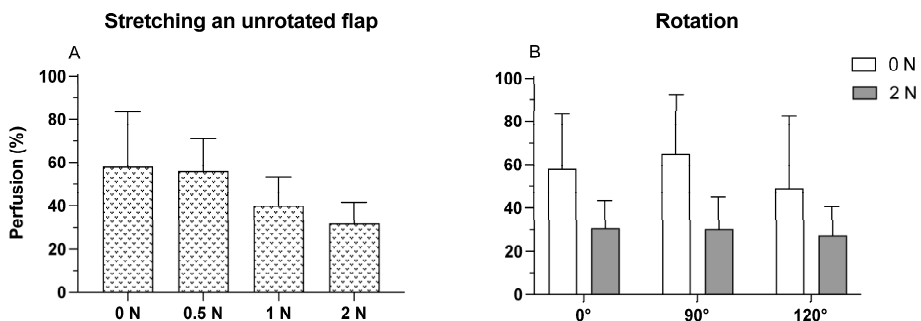 Stretching an unrotated flap
A
Perfusion (%)
100
80
60
40
20
0
0 N
0.5 N
1 N
2 N
Rotation
B
0 N
2 N
100
80
60
40
20
0
0°
90°
120°